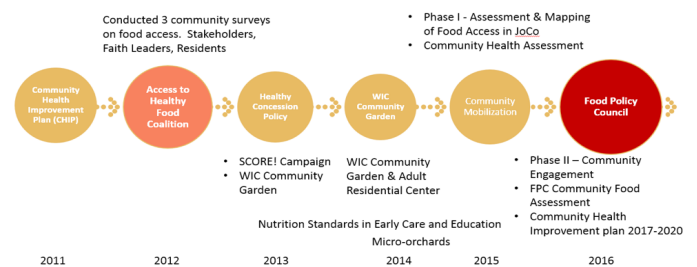 Conducted 3 community surveys
on food access.  Stakeholders,
Faith Leaders, Residents
• Phase I - Assessment & Mapping
of Food Access in JoCo
• Community Health Assessment
Community
Health
Improvement
Plan (CHIP)
Access to
Healthy
Food
Coalition
Healthy
Concession
Policy
WIC
Community
Garden
Community
Mobilization
Food Policy
Council
• SCORE! Campaign
• WIC Community
Garden
WIC Community
Garden & Adult
Residential Center
• Phase II – Community
Engagement
• FPC Community Food
Assessment
• Community Health
Improvement plan 2017-2020
Nutrition Standards in Early Care and Education
Micro-orchards
2011
2012
2013
2014
2015
2016